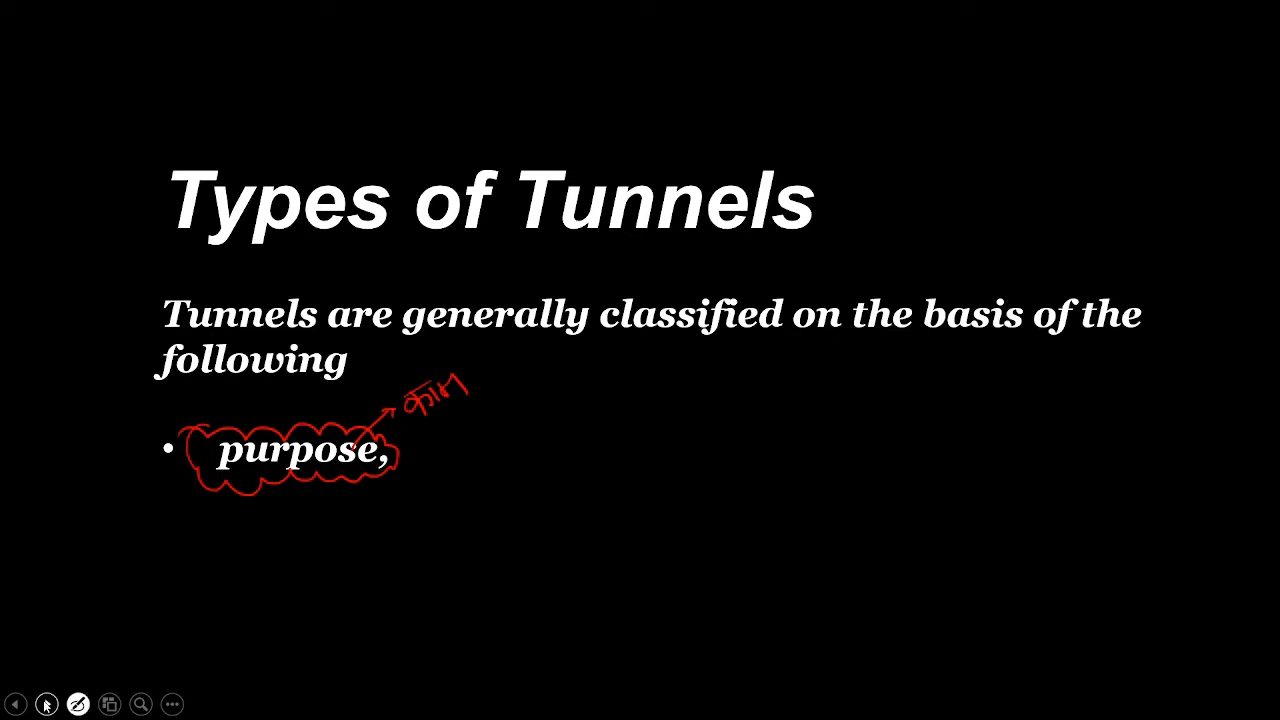 Types of Tunnels
Tunnels are generally classified on the basis of the
following
काम
• purpose,